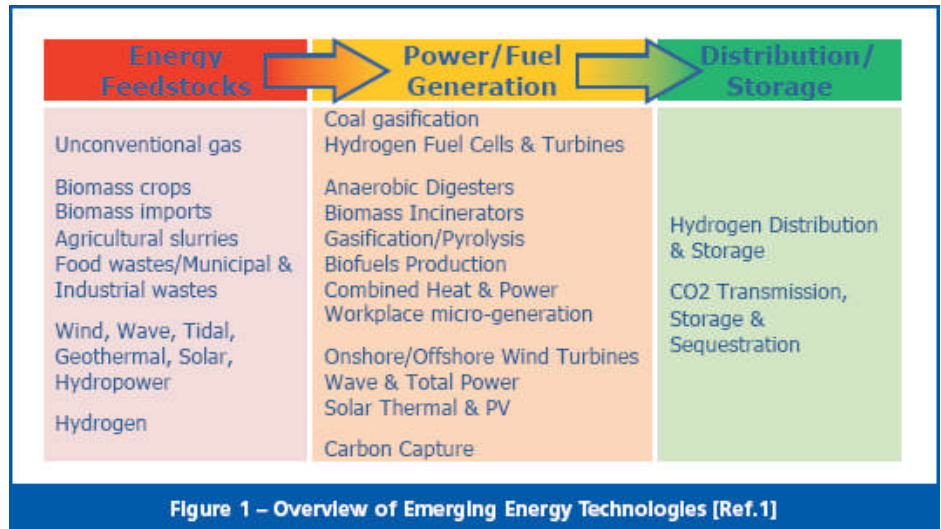 Energy
Feedstocks
Power/Fuel
Generation
Distribution/
Storage
Unconventional gas
Biomass crops
Biomass imports
Agricultural slurries
Food wastes/Municipal &
Industrial wastes
Wind, Wave, Tidal,
Geothermal, Solar,
Hydropower
Hydrogen
Coal gasification
Hydrogen Fuel Cells & Turbines
Anaerobic Digesters
Biomass Incinerators
Gasification/Pyrolysis
Biofuels Production
Combined Heat & Power
Workplace micro-generation
Onshore/Offshore Wind Turbines
Wave & Total Power
Solar Thermal & PV
Carbon Capture
Hydrogen Distribution
& Storage
CO2 Transmission,
Storage &
Sequestration
Figure 1 – Overview of Emerging Energy Technologies [Ref.1]